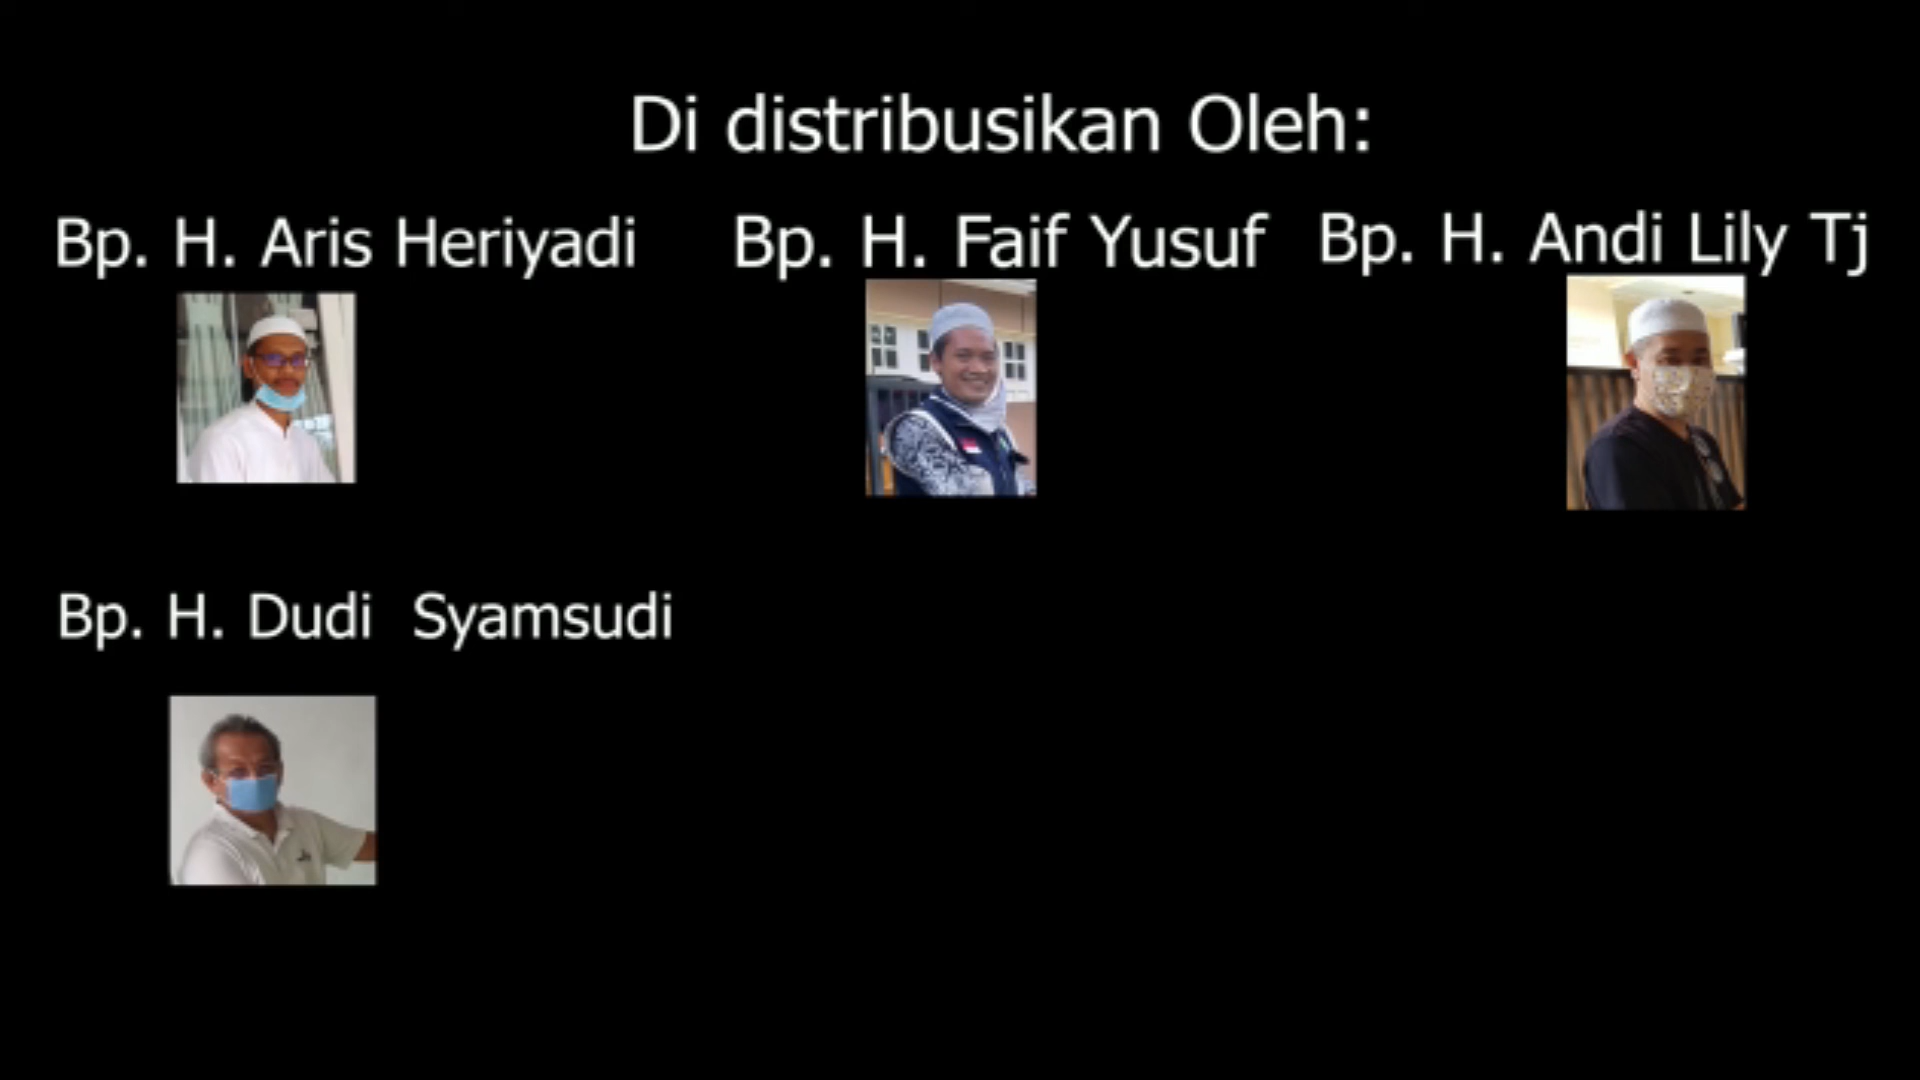 Di distribusikan Oleh:
Bp. H. Aris Heriyadi
Bp. H. Faif Yusuf
Bp. H. Andi Lily Tj
Bp. H. Dudi  Syamsudi